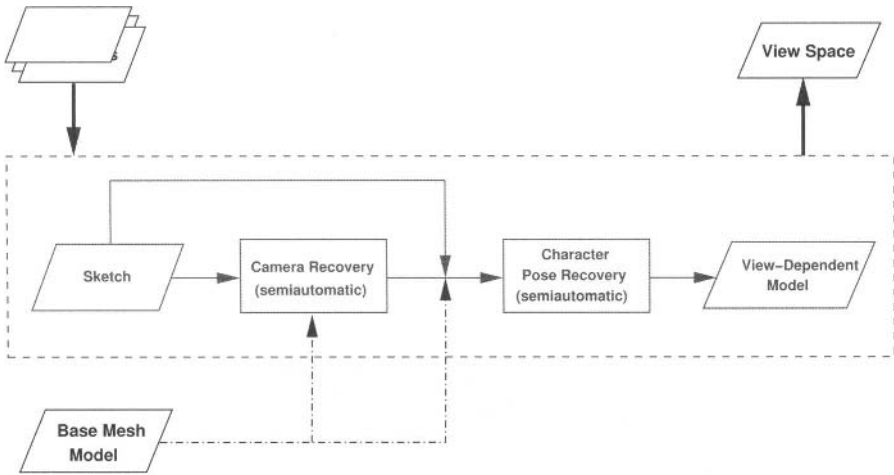 View Space
Sketch
Camera Recovery
(semiautomatic)
Character
Pose Recovery
(semiautomatic)
View-Dependent
Model
Base Mesh
Model